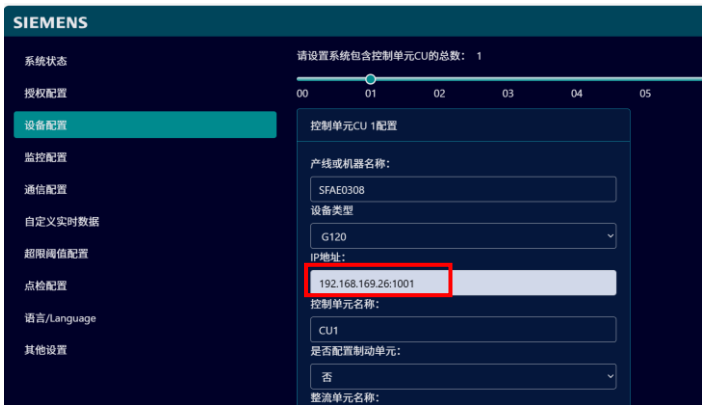 SIEMENS
系统状态
授权配置
设备配置
监控配置
通信配置
自定义实时数据
超限阈值配置
点检配置
语言/Language
其他设置
请设置系统包含控制单元CU的总数： 1
00 01 02 03 04 05
控制单元CU 1配置
产线或机器名称：
SFAE0308
设备类型
G120
IP地址：
192.168.169.26:1001
控制单元名称：
CU1
是否配置制动单元：
否
整流单元名称：